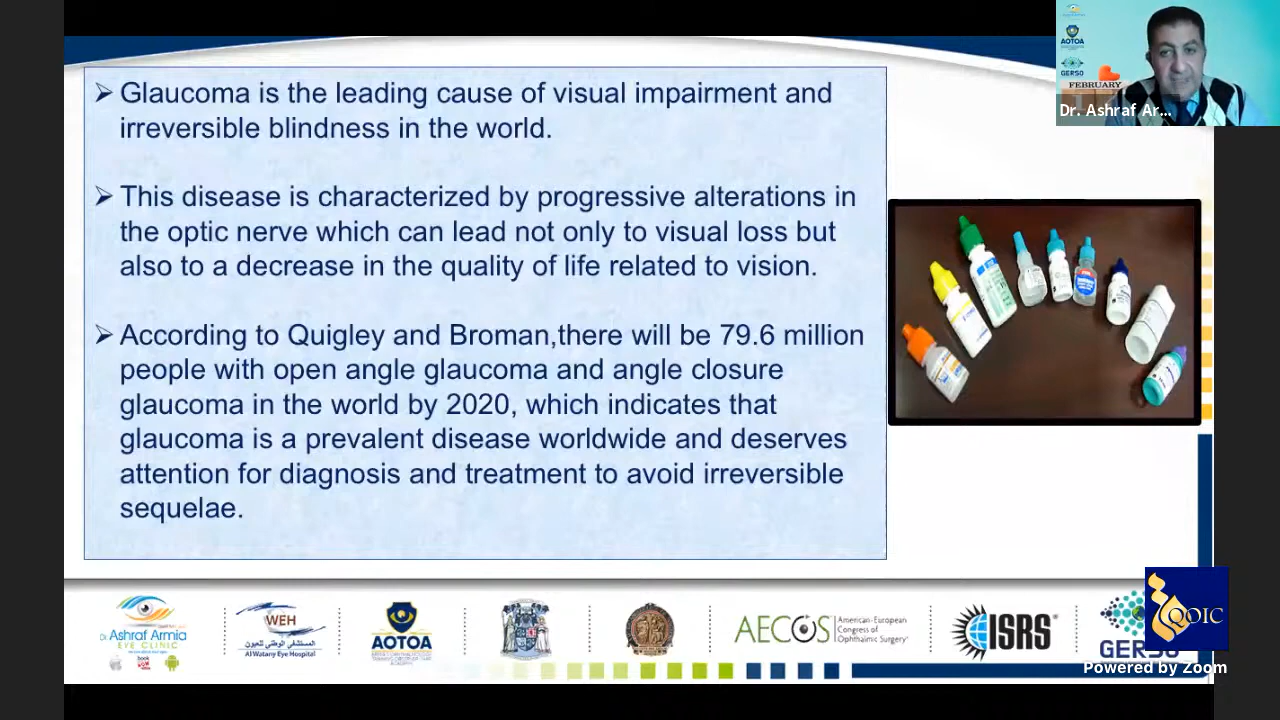 ➢ Glaucoma is the leading cause of visual impairment and
irreversible blindness in the world.
➢ This disease is characterized by progressive alterations in
the optic nerve which can lead not only to visual loss but
also to a decrease in the quality of life related to vision.
➢ According to Quigley and Broman,there will be 79.6 million
people with open angle glaucoma and angle closure
glaucoma in the world by 2020, which indicates that
glaucoma is a prevalent disease worldwide and deserves
attention for diagnosis and treatment to avoid irreversible
sequelae.
AOTOA
GERSO
FEBRUARY
Dr. Ashraf Ar...
Dr. Ashraf Armia
EYE CLINIC
WEH
المستشفى الوطني للعيون
Al Watany Eye Hospital
AOTOA
AECOS
American-European
Congress of
Ophthalmic Surgery
ISRS
GERSO
QOIC
Powered by Zoom